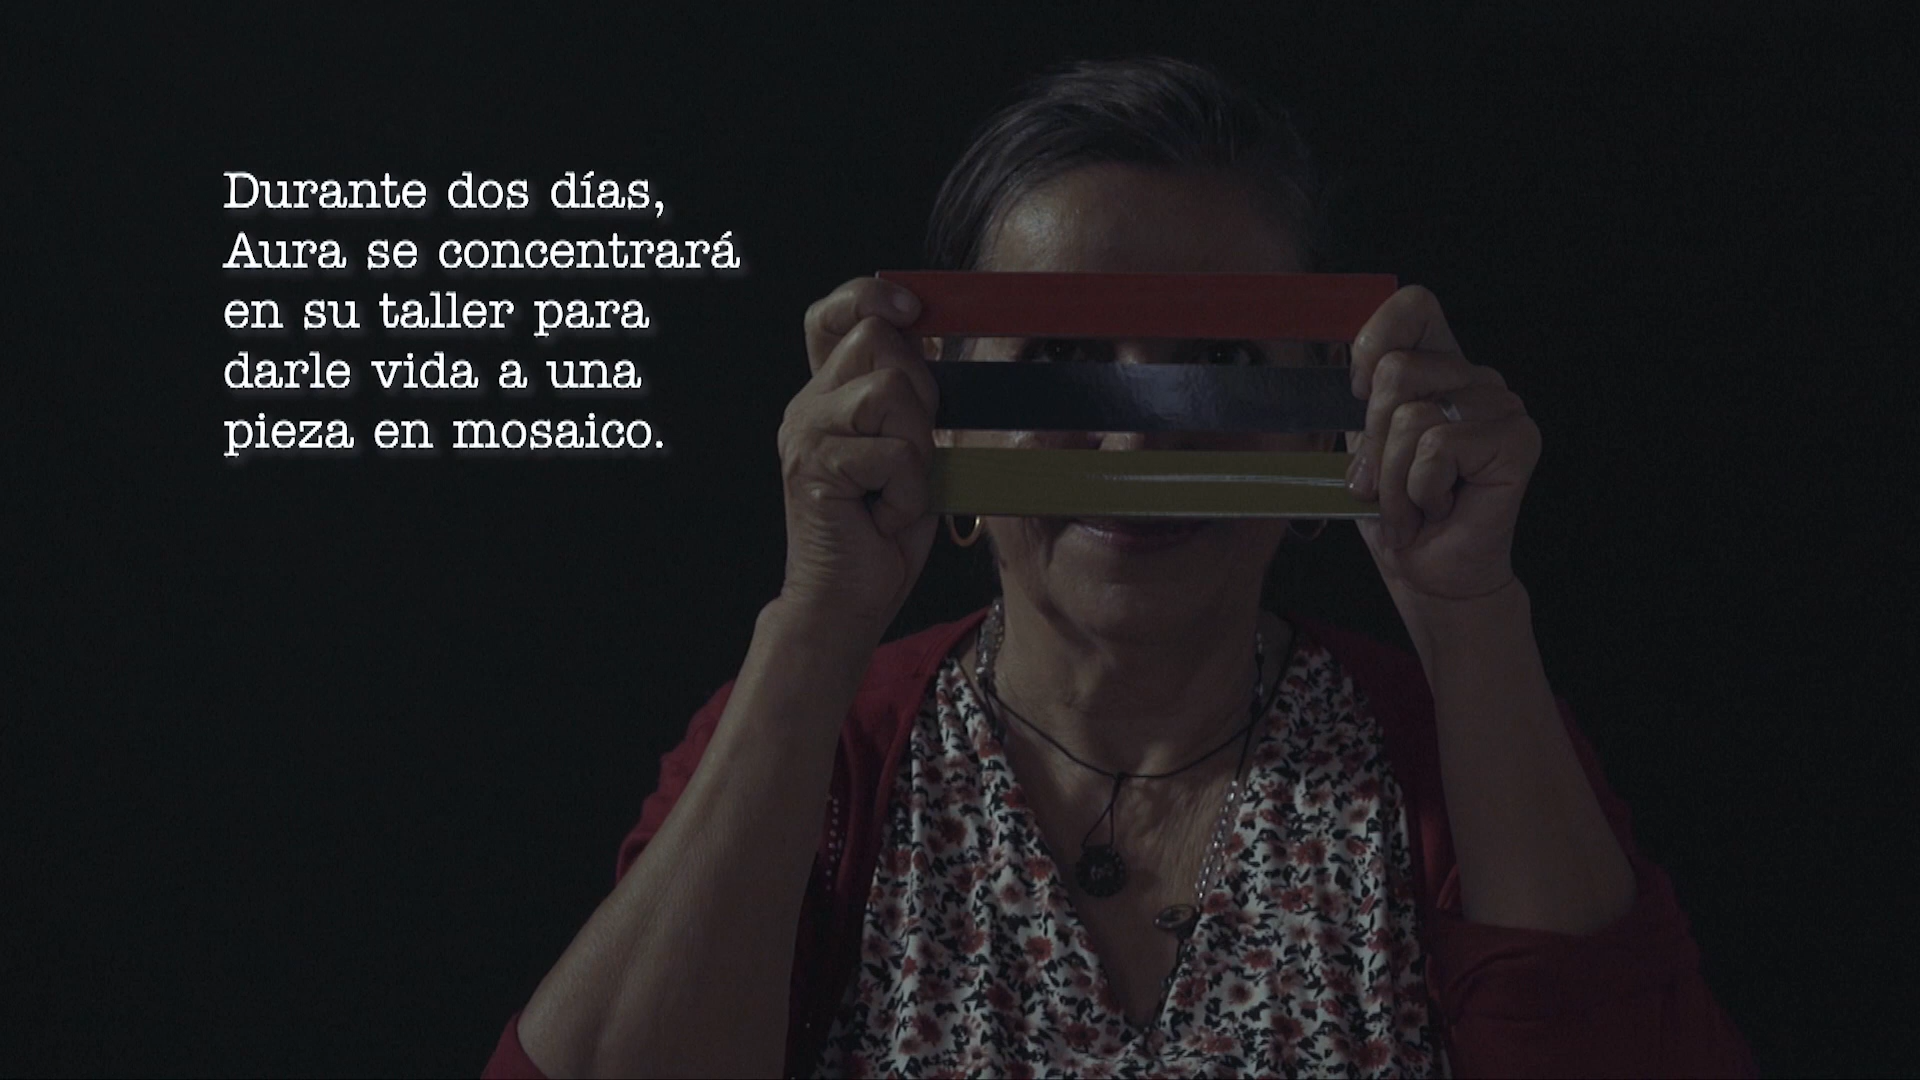 Durante dos días,
Aura se concentrará
en su taller para
darle vida a una
pieza en mosaico.